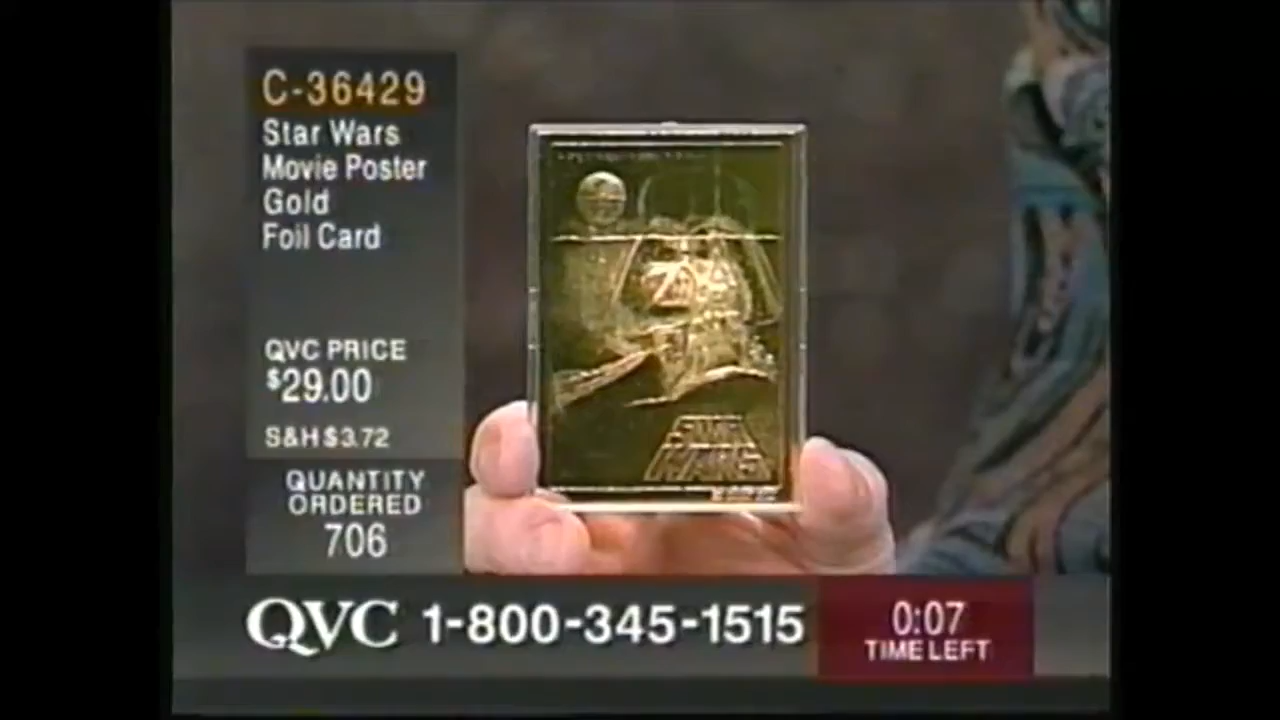 C-36429
Star Wars
Movie Poster
Gold
Foil Card
QVC PRICE
$29.00
S&H $3.72
QUANTITY
ORDERED
706
STAR
WARS
QVC 1-800-345-1515
0:07
TIME LEFT